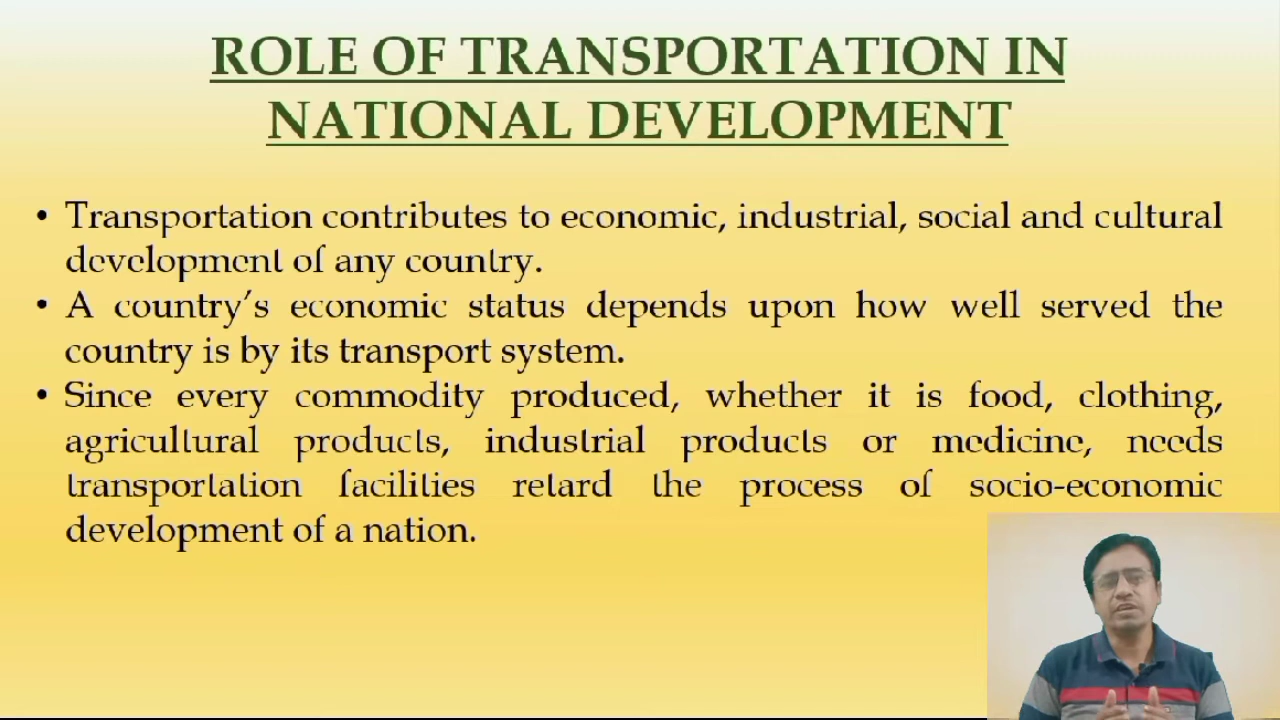 ROLE OF TRANSPORTATION IN
NATIONAL DEVELOPMENT
• Transportation contributes to economic, industrial, social and cultural
development of any country.
• A country's economic status depends upon how well served the
country is by its transport system.
• Since every commodity produced, whether it is food, clothing,
agricultural products, industrial products or medicine, needs
transportation facilities retard the process of socio-economic
development of a nation.